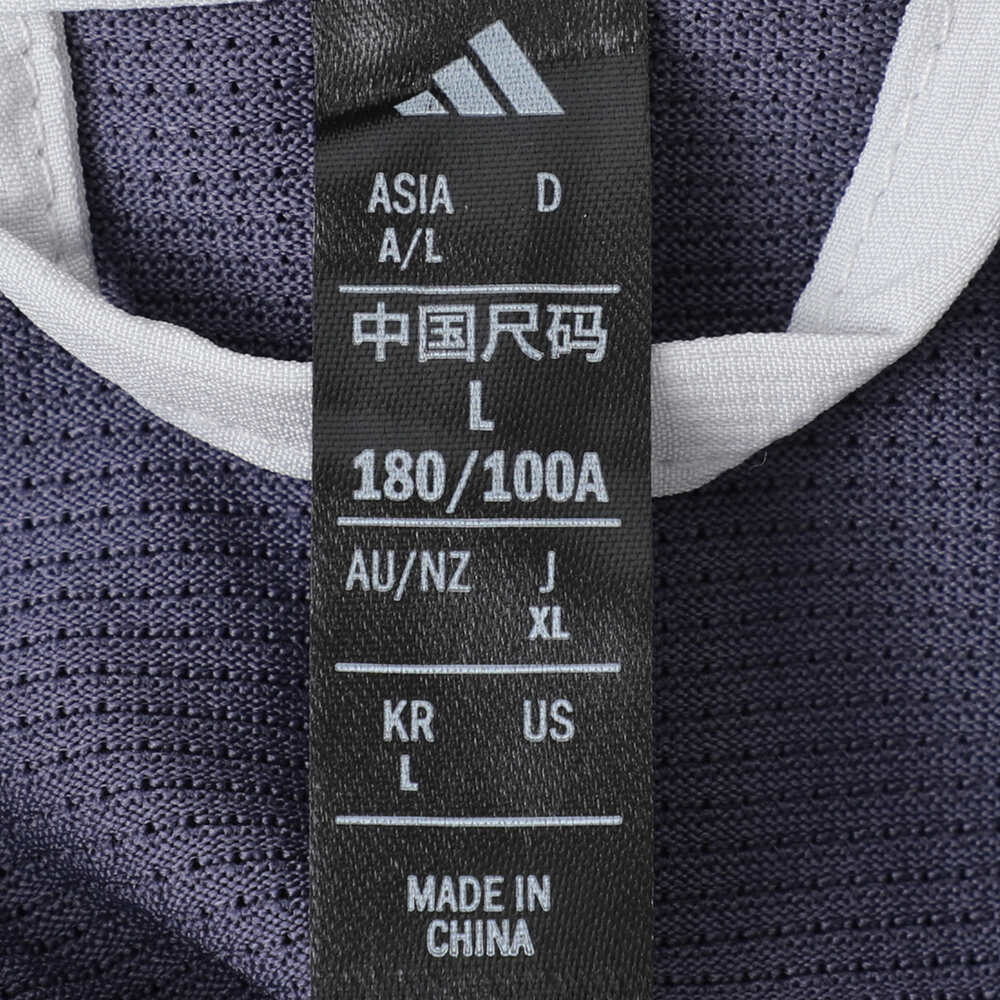 ASIA D
A/L
中国尺码
L
180/100A
AU/NZ J
XL
KR US
L
MADE IN
CHINA